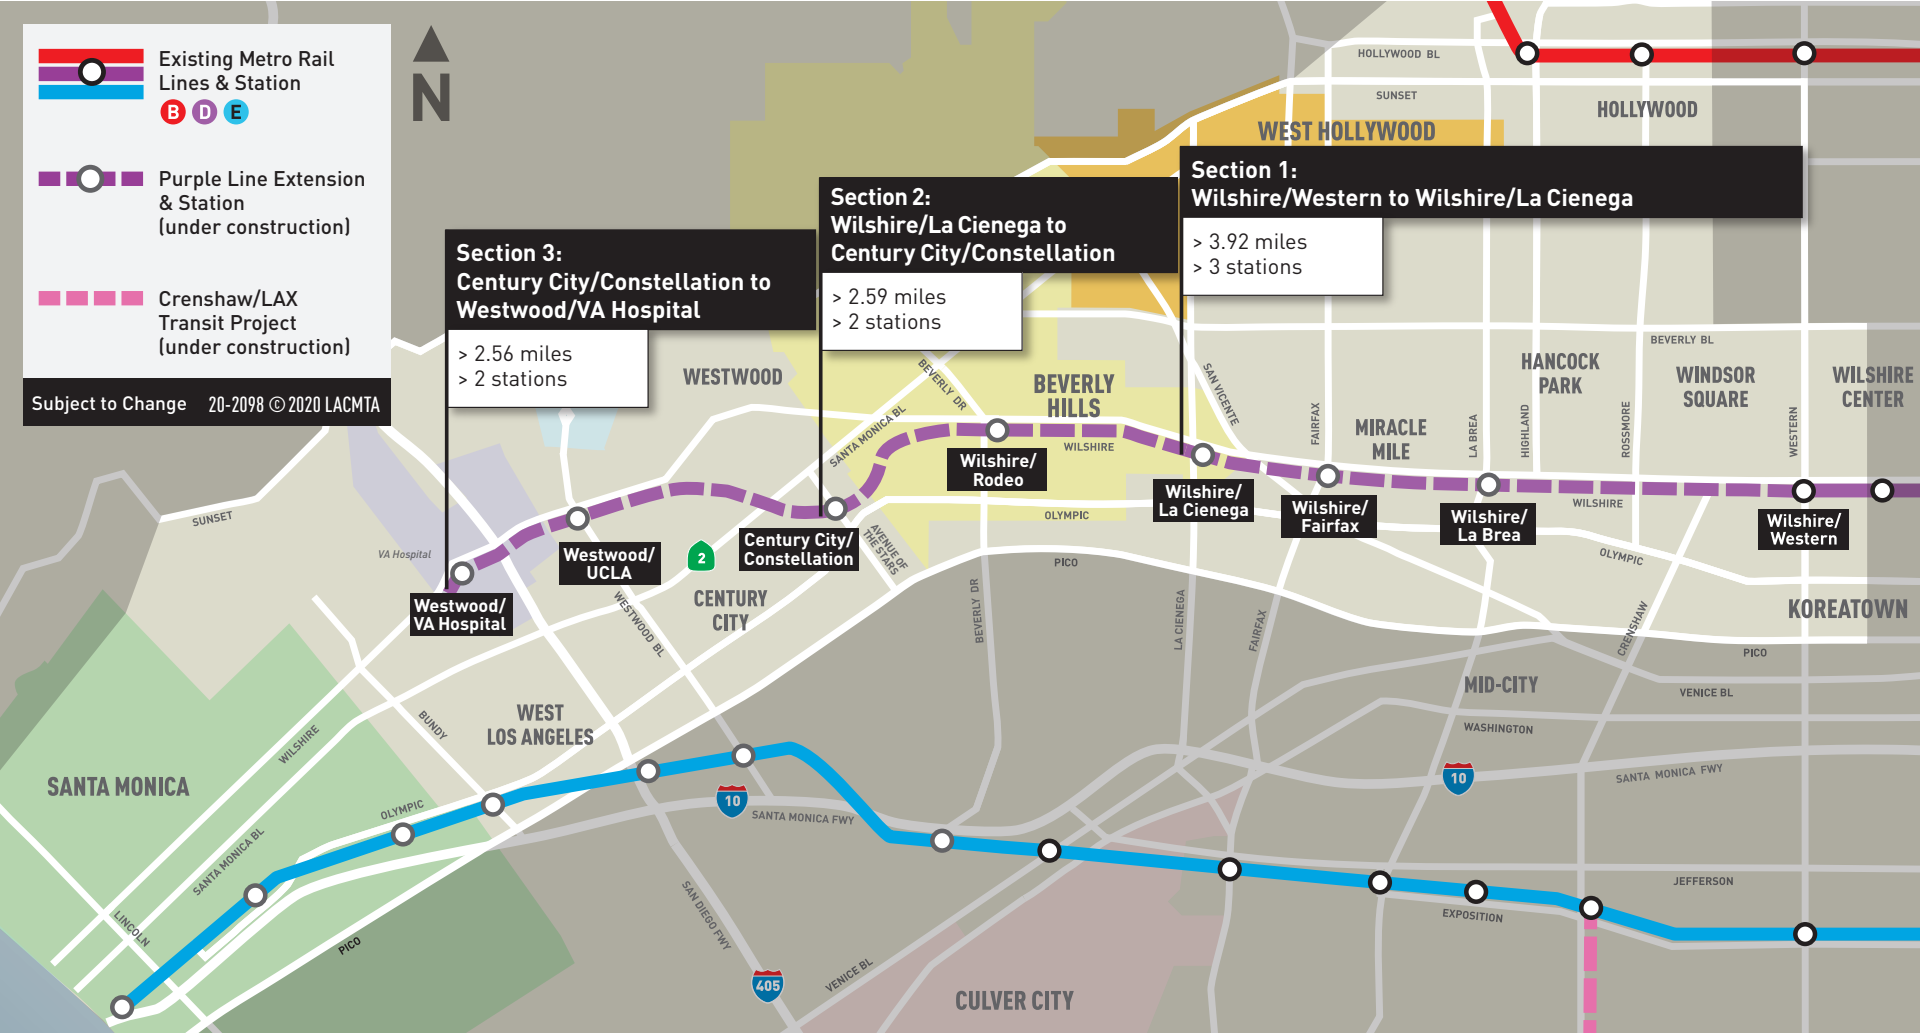 Existing Metro Rail
Lines & Station
B D E
Purple Line Extension
& Station
(under construction)
Crenshaw/LAX
Transit Project
(under construction)
Subject to Change 20-2098 © 2020 LACMTA
N
Section 3:
Century City/Constellation to
Westwood/VA Hospital
> 2.56 miles
> 2 stations
Section 2:
Wilshire/La Cienega to
Century City/Constellation
> 2.59 miles
> 2 stations
Section 1:
Wilshire/Western to Wilshire/La Cienega
> 3.92 miles
> 3 stations
HOLLYWOOD BL
SUNSET
HOLLYWOOD
WEST HOLLYWOOD
BEVERLY BL
WESTWOOD
BEVERLY DR
BEVERLY
HILLS
SAN VICENTE
FAIRFAX
MIRACLE
MILE
LA BREA
HIGHLAND
HANCOCK
PARK
ROSSMORE
WINDSOR
SQUARE
WESTERN
WILSHIRE
CENTER
SANTA MONICA BL
WILSHIRE
Wilshire/
Rodeo
Wilshire/
La Cienega
Wilshire/
Fairfax
Wilshire/
La Brea
WILSHIRE
Wilshire/
Western
SUNSET
VA Hospital
Westwood/
VA Hospital
Westwood/
UCLA
2
Century City/
Constellation
AVENUE OF
THE STARS
OLYMPIC
PICO
OLYMPIC
KOREATOWN
CENTURY
CITY
WESTWOOD BL
BEVERLY DR
LA CIENEGA
FAIRFAX
CRENSHAW
PICO
MID-CITY
VENICE BL
WASHINGTON
WEST
LOS ANGELES
BUNDY
WILSHIRE
SANTA MONICA
OLYMPIC
SANTA MONICA BL
LINCOLN
PICO
10
SANTA MONICA FWY
10
SANTA MONICA FWY
SAN DIEGO FWY
405
VENICE BL
CULVER CITY
JEFFERSON
EXPOSITION